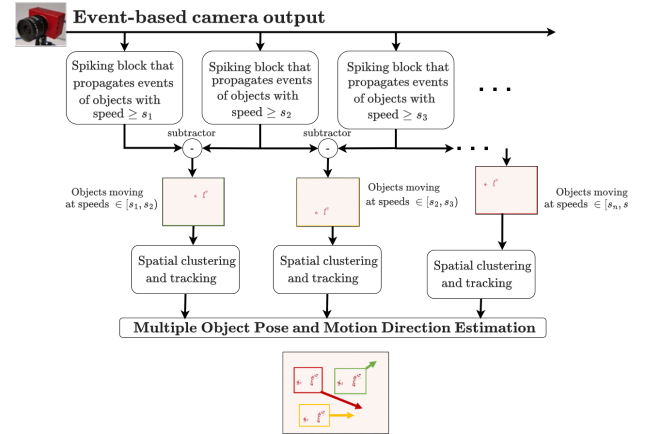 Event-based camera output
Spiking block that
propagates events
of objects with
speed ≥ s₁
Spiking block that
propagates events
of objects with
speed ≥ s₂
Spiking block that
propagates events
of objects with
speed ≥ s₃
. . .
subtractor
-
subtractor
-
. . .
Objects moving
at speeds ∈ [s₁, s₂)
Objects moving
at speeds ∈ [s₂, s₃)
Objects moving
at speeds ∈ [sₙ, s
Spatial clustering
and tracking
Spatial clustering
and tracking
Spatial clustering
and tracking
Multiple Object Pose and Motion Direction Estimation